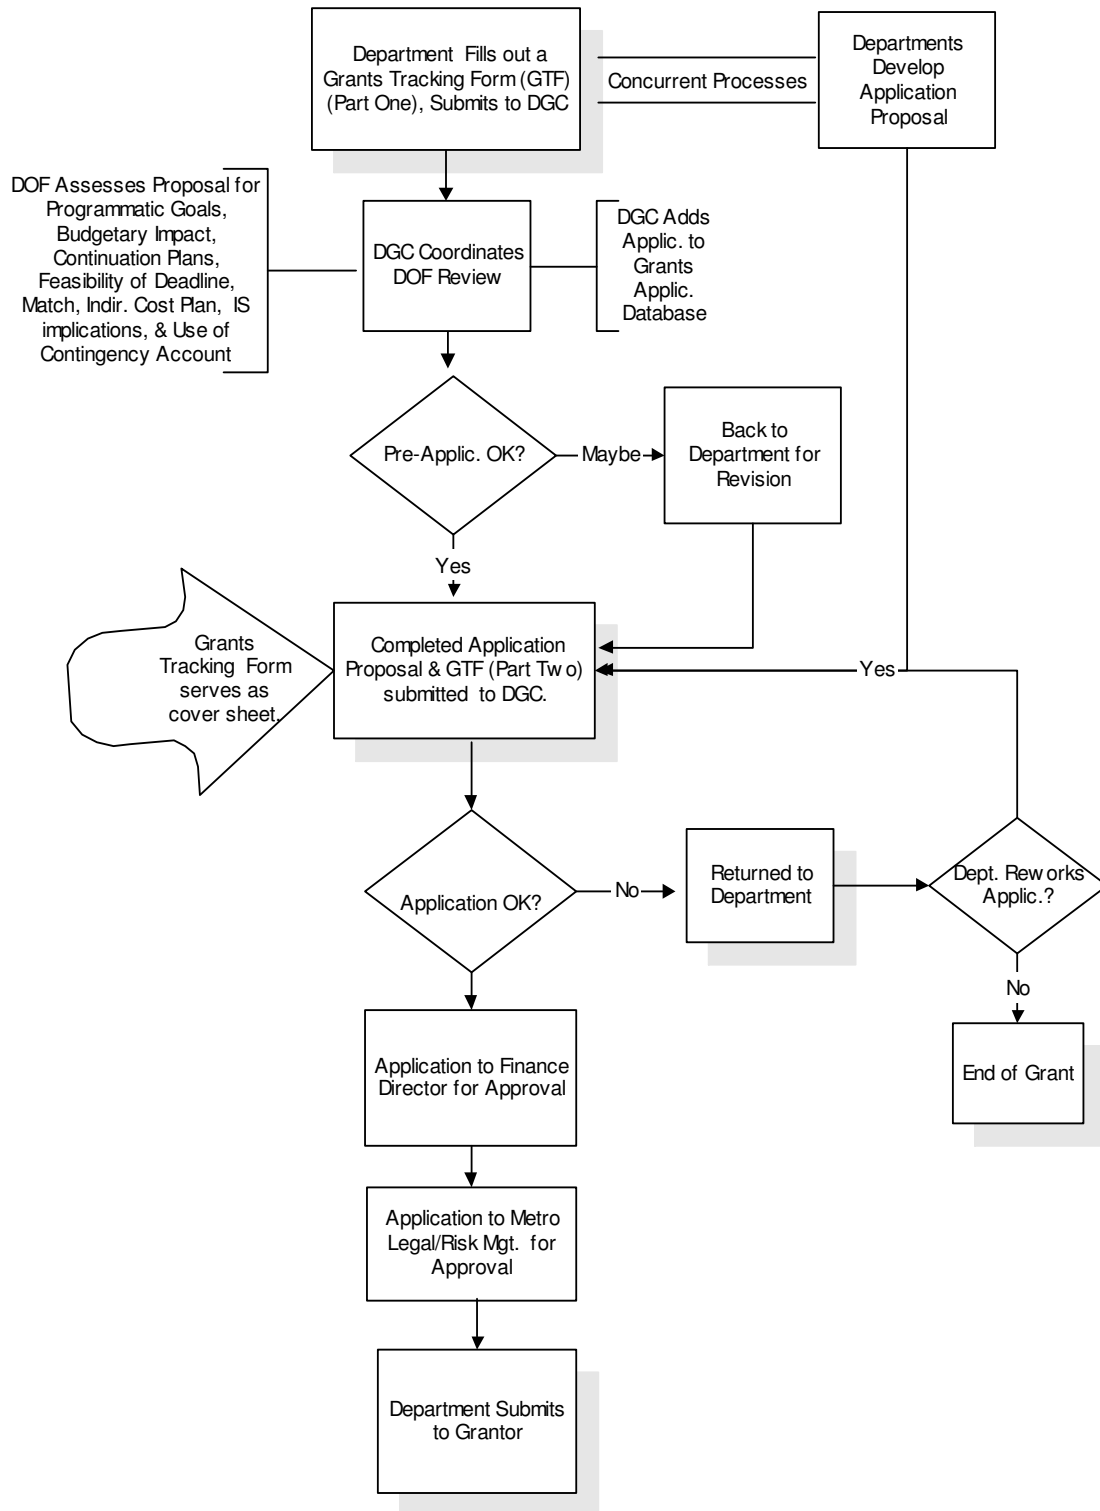 Department Fills out a
Grants Tracking Form (GTF)
(Part One), Submits to DGC
Concurrent Processes
Departments
Develop
Application
Proposal
DOF Assesses Proposal for
Programmatic Goals,
Budgetary Impact,
Continuation Plans,
Feasibility of Deadline,
Match, Indir. Cost Plan, IS
implications, & Use of
Contingency Account
DGC Coordinates
DOF Review
DGC Adds
Applic. to
Grants
Applic.
Database
Pre-Applic. OK?
Maybe
Back to
Department for
Revision
Yes
Grants
Tracking Form
serves as
cover sheet.
Completed Application
Proposal & GTF (Part Two)
submitted to DGC.
Yes
Application OK?
No
Returned to
Department
Dept. Reworks
Applic.?
No
End of Grant
Application to Finance
Director for Approval
Application to Metro
Legal/Risk Mgt. for
Approval
Department Submits
to Grantor